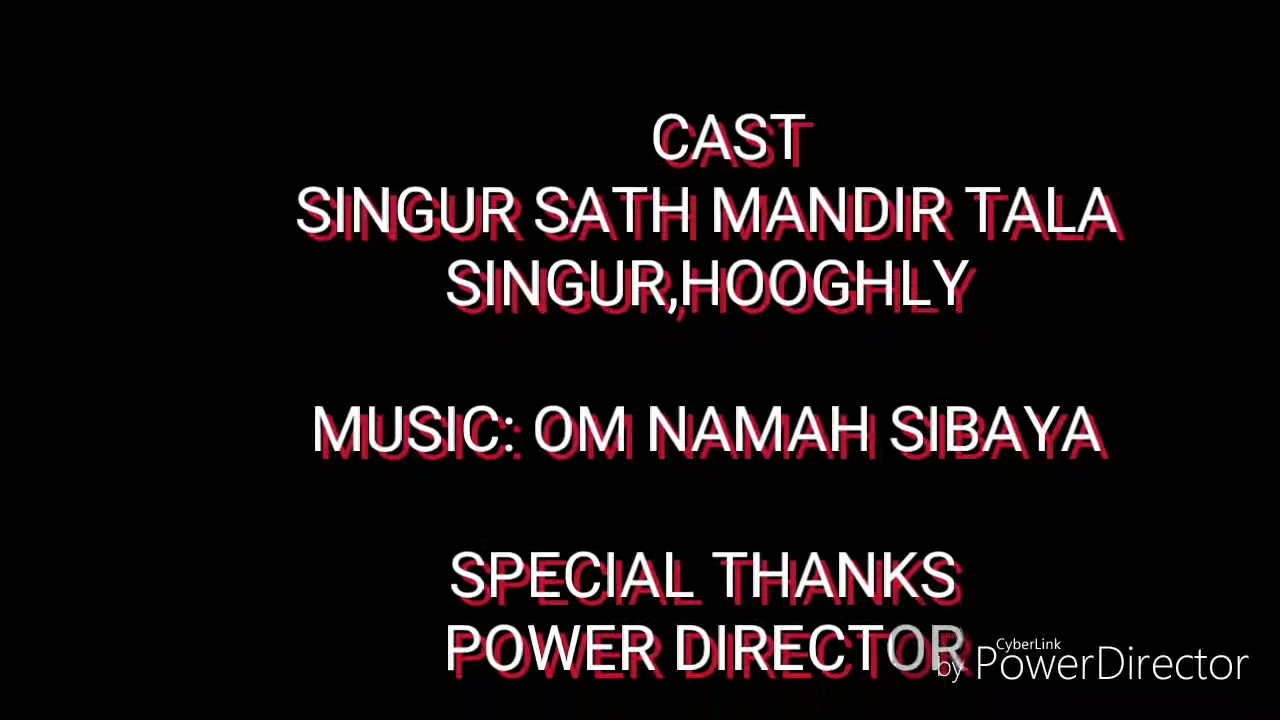 CAST
SINGUR SATH MANDIR TALA
SINGUR,HOOGHLY
MUSIC: OM NAMAH SIBAYA
SPECIAL THANKS
POWER DIRECTOR
CyberLink
by PowerDirector